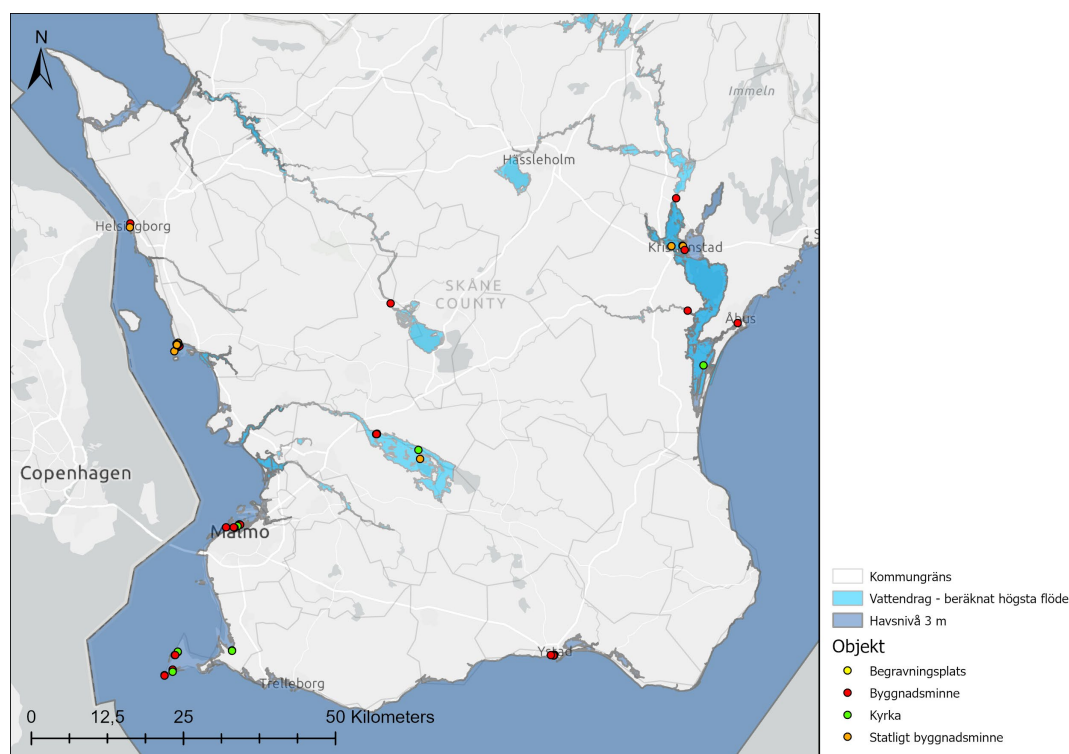 N
Immeln
Hässleholm
Helsingborg
Kristianstad
S
SKÅNE
COUNTY
Åhus
Copenhagen
Malmö
Ystad
Trelleborg
0
12,5
25
50 Kilometers
Kommungräns
Vattendrag - beräknat högsta flöde
Havsnivå 3 m
Objekt
Begravningsplats
Byggnadsminne
Kyrka
Statligt byggnadsminne